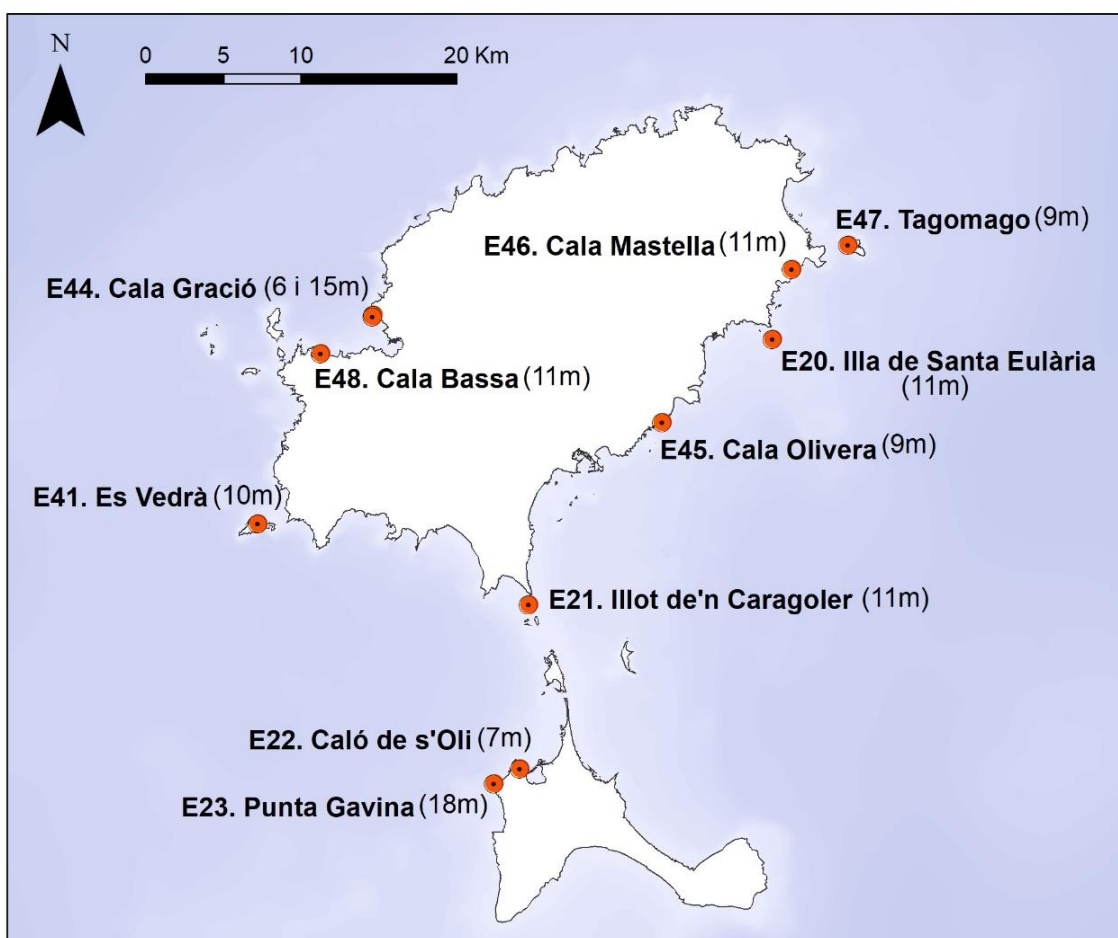 N
0 5 10 20 Km
E47. Tagomago (9m)
E46. Cala Mastella (11m)
E44. Cala Gració (6 i 15m)
E20. Illa de Santa Eulària
(11m)
E48. Cala Bassa (11m)
E45. Cala Olivera (9m)
E41. Es Vedrà (10m)
E21. Illot de'n Caragoler (11m)
E22. Caló de s'Oli (7m)
E23. Punta Gavina (18m)